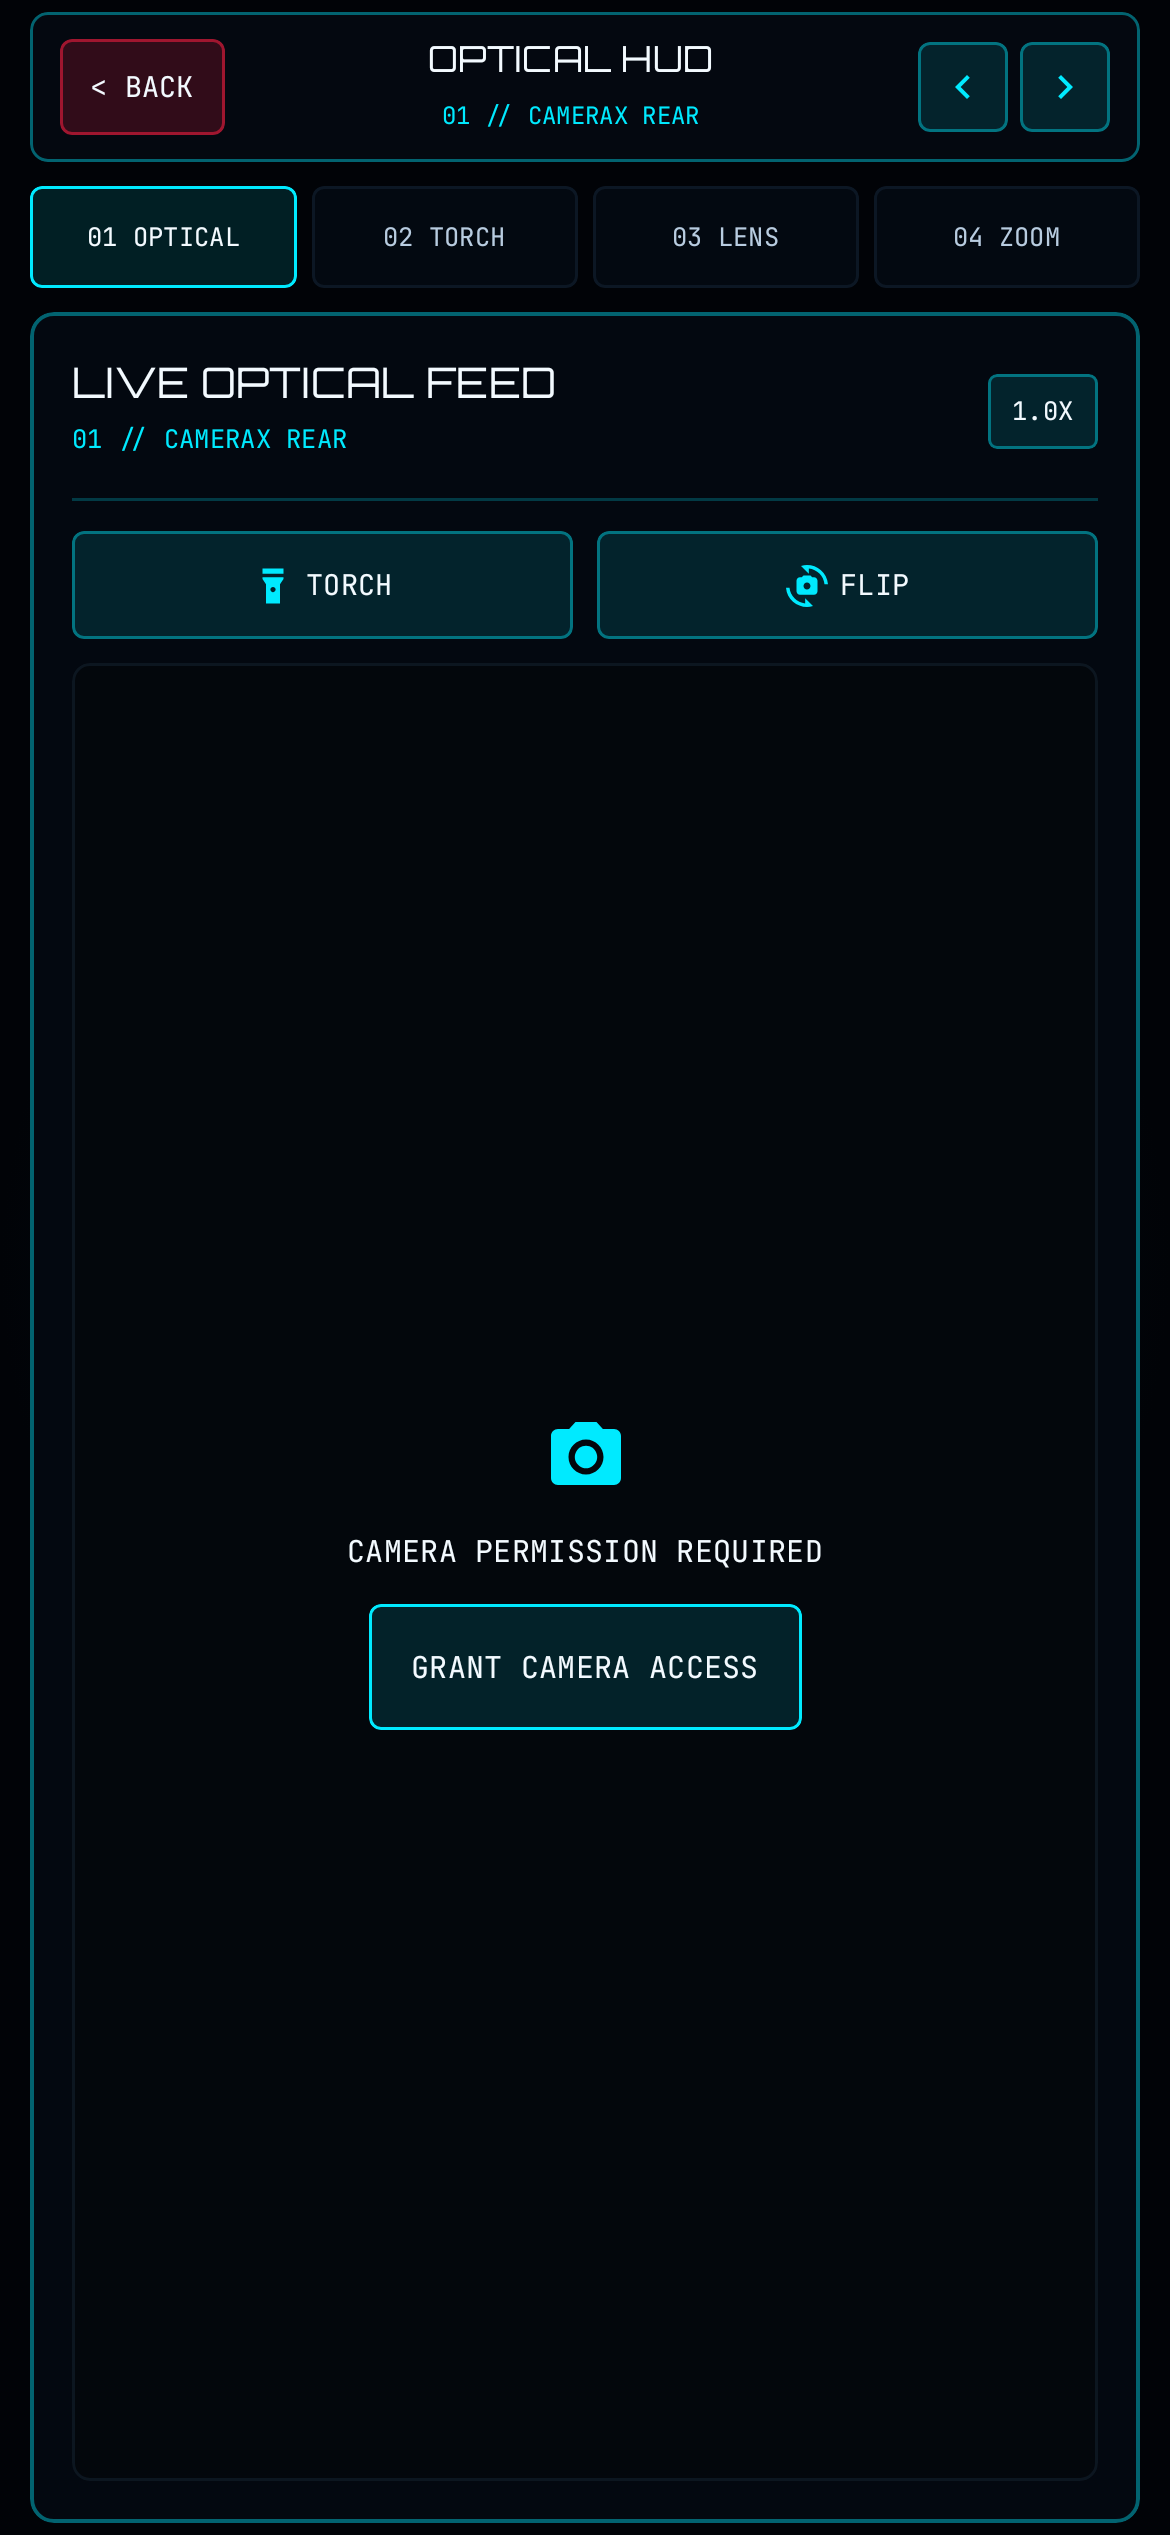 < BACK
OPTICAL HUD
01 // CAMERAX REAR
01 OPTICAL
02 TORCH
03 LENS
04 ZOOM
LIVE OPTICAL FEED
01 // CAMERAX REAR
1.0X
TORCH
FLIP
CAMERA PERMISSION REQUIRED
GRANT CAMERA ACCESS